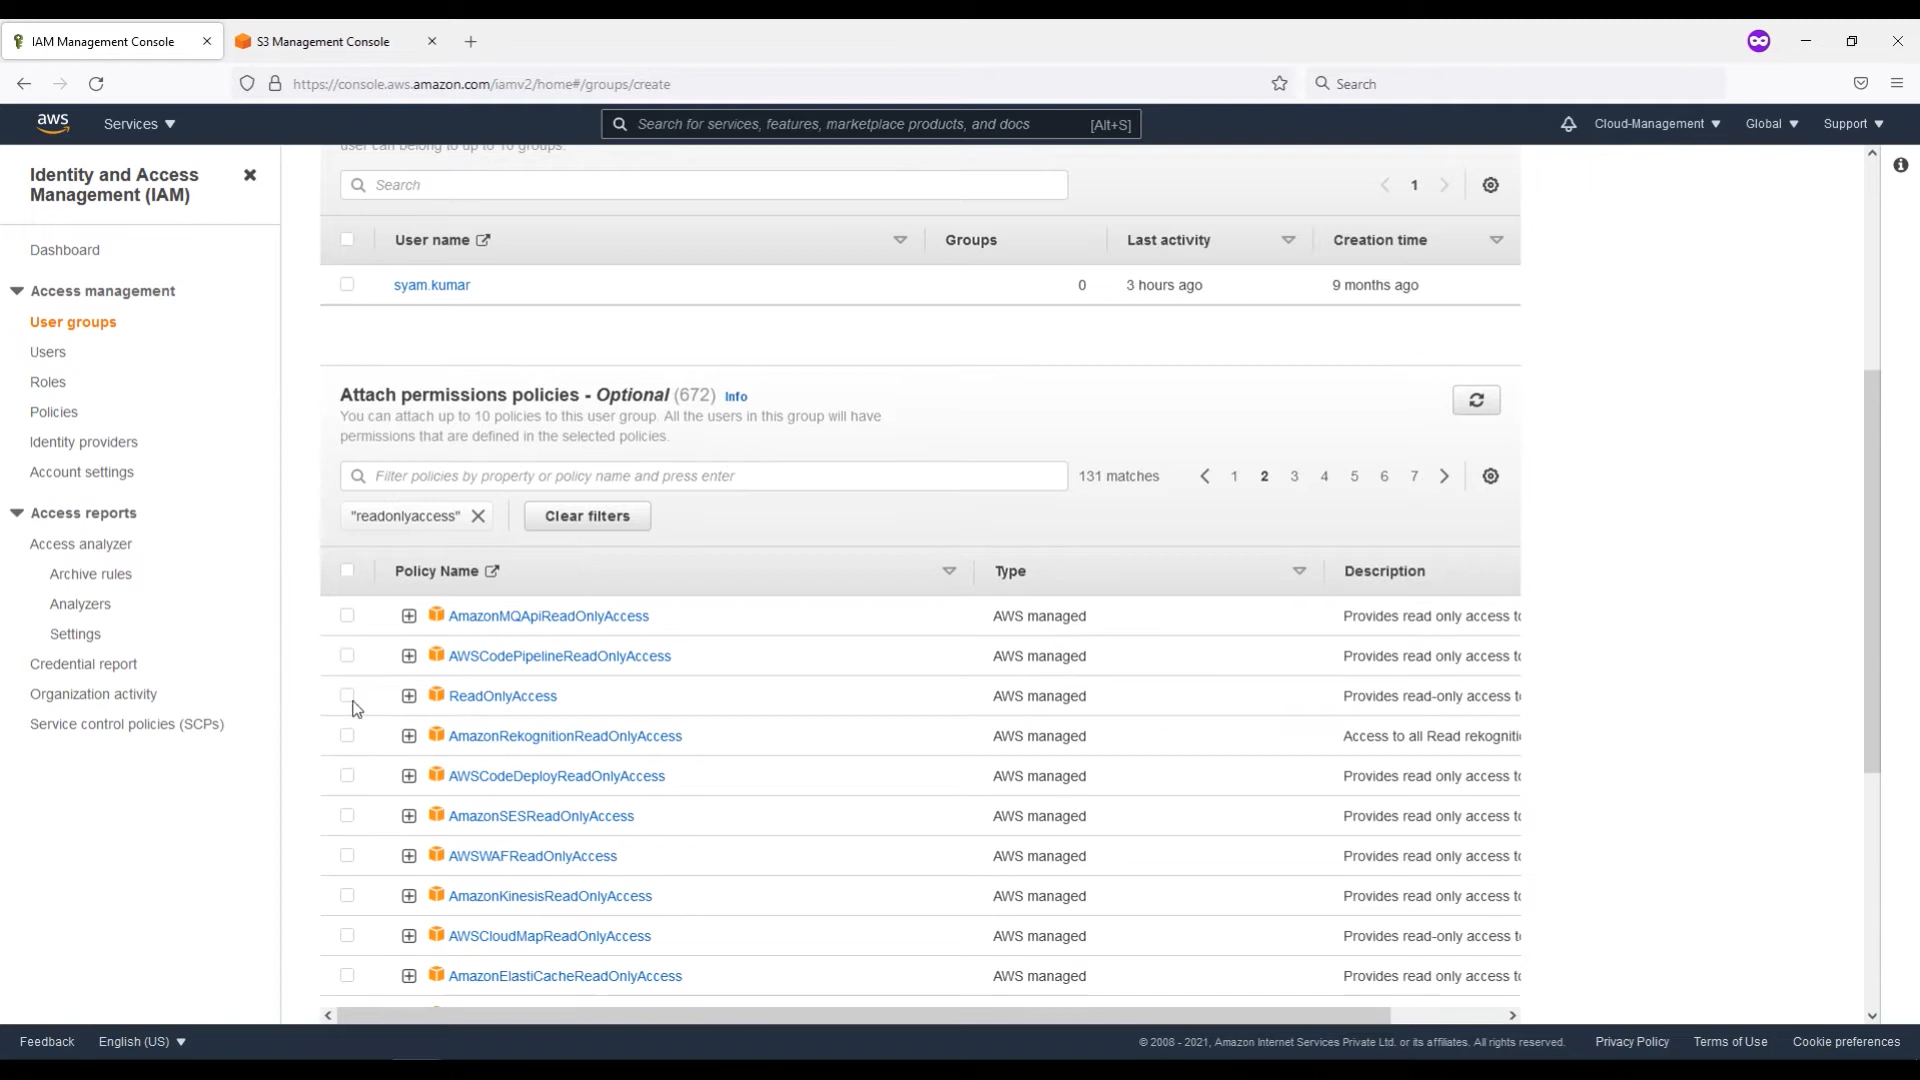 IAM Management Console
S3 Management Console
https://console.aws.amazon.com/iamv2/home#/groups/create
Search
aws
Services
Search for services, features, marketplace products, and docs [Alt+S]
Cloud-Management
Global
Support
Identity and Access Management (IAM)
Dashboard
Access management
User groups
Users
Roles
Policies
Identity providers
Account settings
Access reports
Access analyzer
Archive rules
Analyzers
Settings
Credential report
Organization activity
Service control policies (SCPs)
user can belong to up to 10 groups.
Search
1
User name Groups Last activity Creation time
syam.kumar 0 3 hours ago 9 months ago
Attach permissions policies - Optional (672) Info
You can attach up to 10 policies to this user group. All the users in this group will have
permissions that are defined in the selected policies.
Filter policies by property or policy name and press enter 131 matches 1 2 3 4 5 6 7
"readonlyaccess" Clear filters
Policy Name Type Description
AmazonMQApiReadOnlyAccess AWS managed Provides read only access to
AWSCodePipelineReadOnlyAccess AWS managed Provides read only access to
ReadOnlyAccess AWS managed Provides read-only access to
AmazonRekognitionReadOnlyAccess AWS managed Access to all Read rekogniti
AWSCodeDeployReadOnlyAccess AWS managed Provides read only access to
AmazonSESReadOnlyAccess AWS managed Provides read only access to
AWSWAFReadOnlyAccess AWS managed Provides read only access to
AmazonKinesisReadOnlyAccess AWS managed Provides read only access to
AWSCloudMapReadOnlyAccess AWS managed Provides read-only access to
AmazonElastiCacheReadOnlyAccess AWS managed Provides read only access to
Feedback English (US) © 2008 - 2021, Amazon Internet Services Private Ltd. or its affiliates. All rights reserved. Privacy Policy Terms of Use Cookie preferences